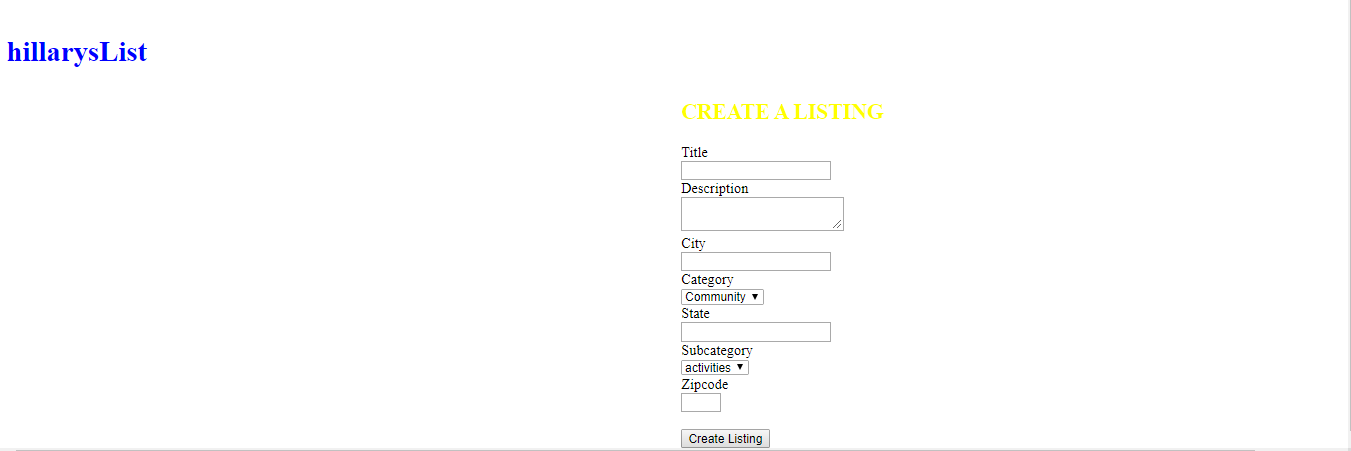 hillarysList
CREATE A LISTING
Title
Description
City
Category
Community
State
Subcategory
activities
Zipcode
Create Listing